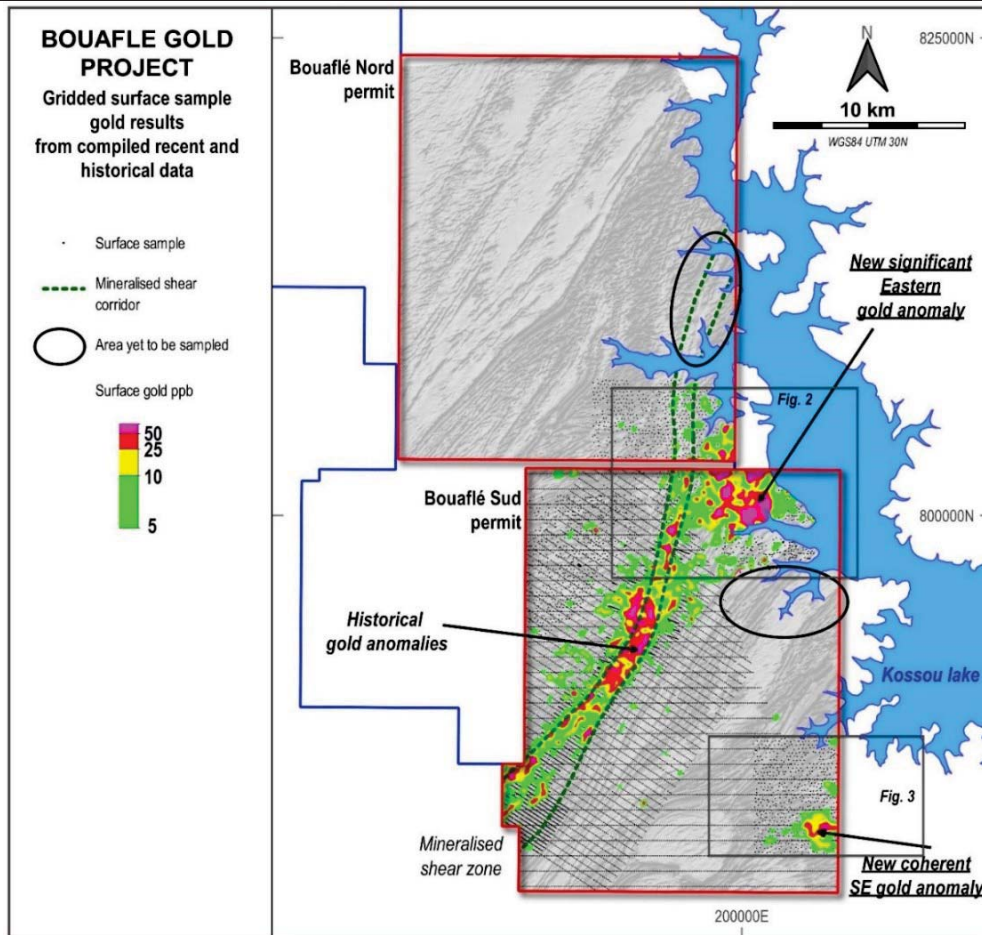 BOUAFLE GOLD
PROJECT
Gridded surface sample
gold results
from compiled recent and
historical data
Surface sample
Mineralised shear
corridor
Area yet to be sampled
Surface gold ppb
50
25
10
5
Bouaflé Nord
permit
N
825000N
10 km
WGS84 UTM 30N
New significant
Eastern
gold anomaly
Fig. 2
Bouaflé Sud
permit
800000N
Historical
gold anomalies
Kossou lake
Fig. 3
Mineralised
shear zone
New coherent
SE gold anomaly
200000E